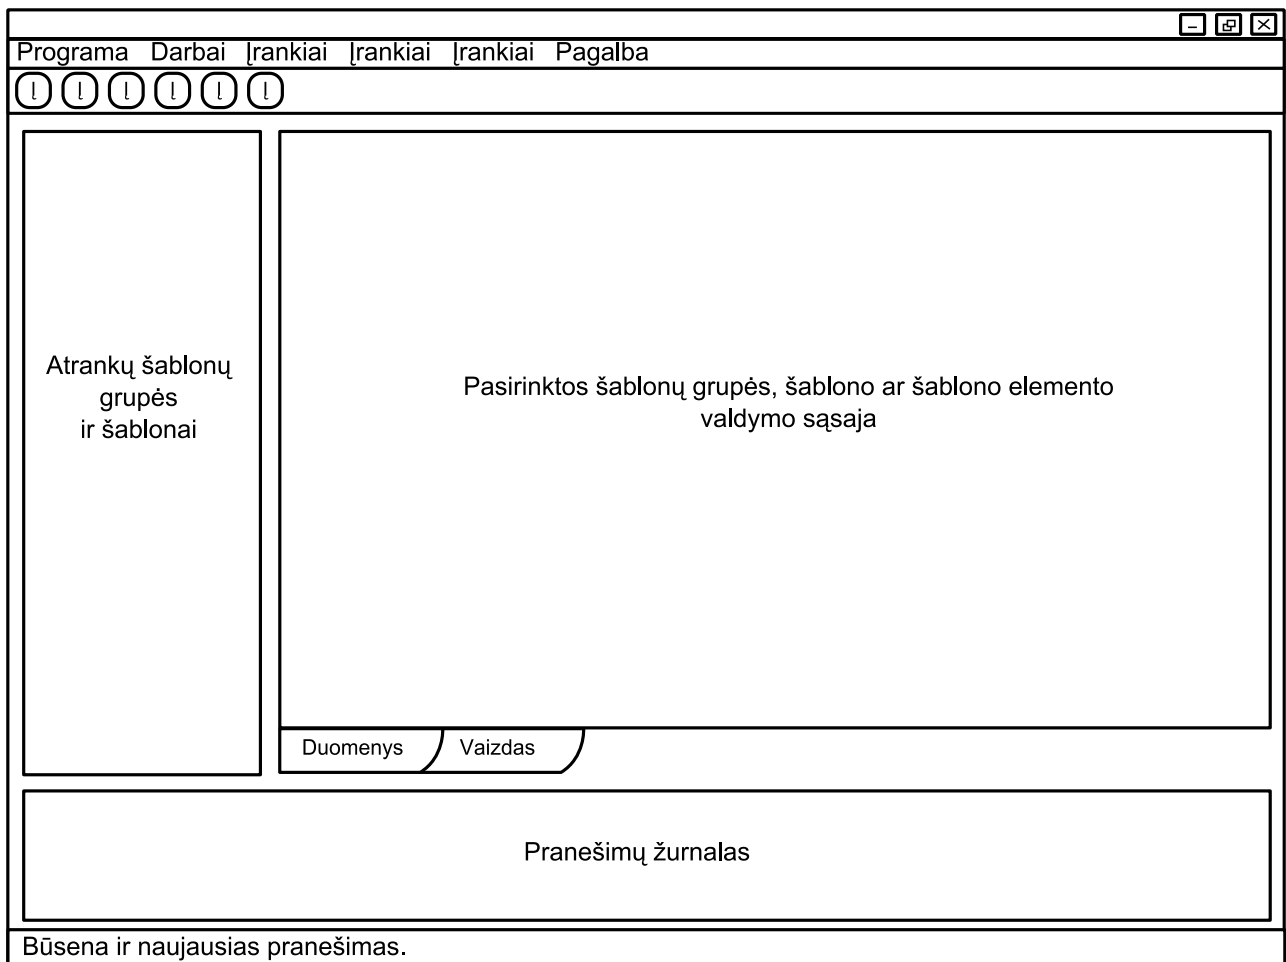 Programa Darbai Įrankiai Įrankiai Įrankiai Pagalba
Į Į Į Į Į Į
Atrankų šablonų
grupės
ir šablonai
Pasirinktos šablonų grupės, šablono ar šablono elemento
valdymo sąsaja
Duomenys Vaizdas
Pranešimų žurnalas
Būsena ir naujausias pranešimas.